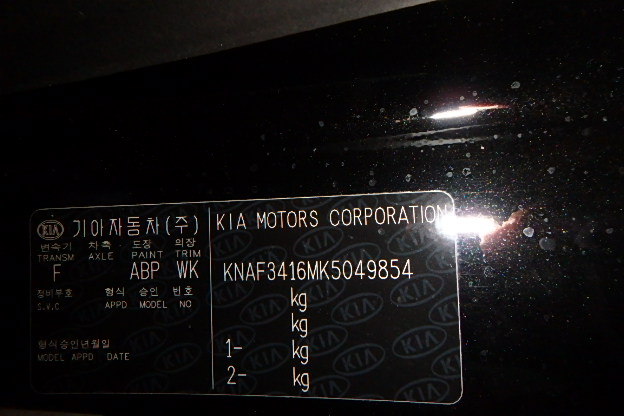 KIA 기아자동차(주)
변속기 차축 도장 의장
TRANSM AXLE PAINT TRIM
F ABP WK
정비부호 형식 승인 번호
S.V.C APPD MODEL NO
형식승인년월일
MODEL APPD DATE
KIA MOTORS CORPORATION
KNAF3416MK5049854
kg
kg
1- kg
2- kg